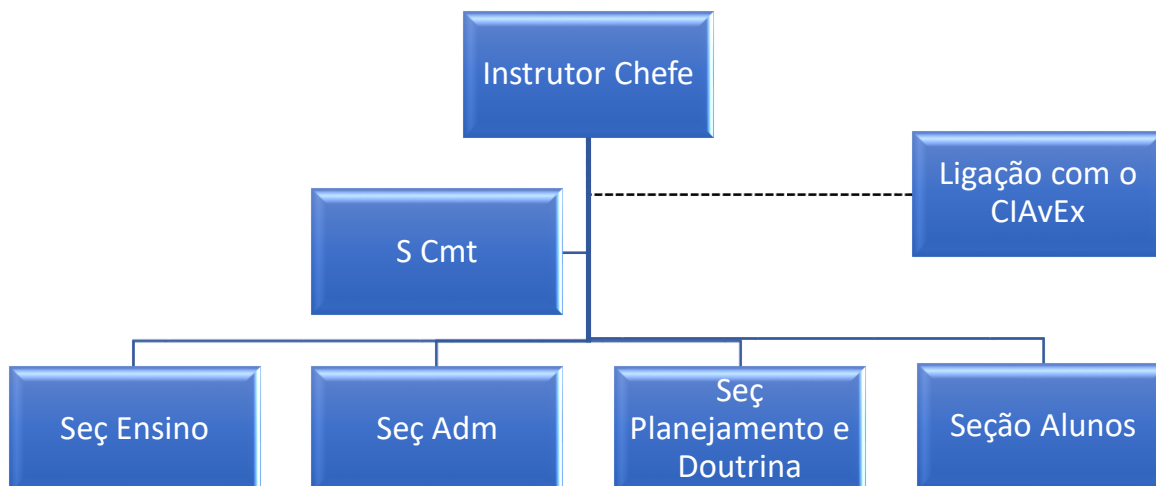 Instrutor Chefe
Ligação com o
CIAvEx
S Cmt
Seç Ensino
Seç Adm
Seç
Planejamento e
Doutrina
Seção Alunos